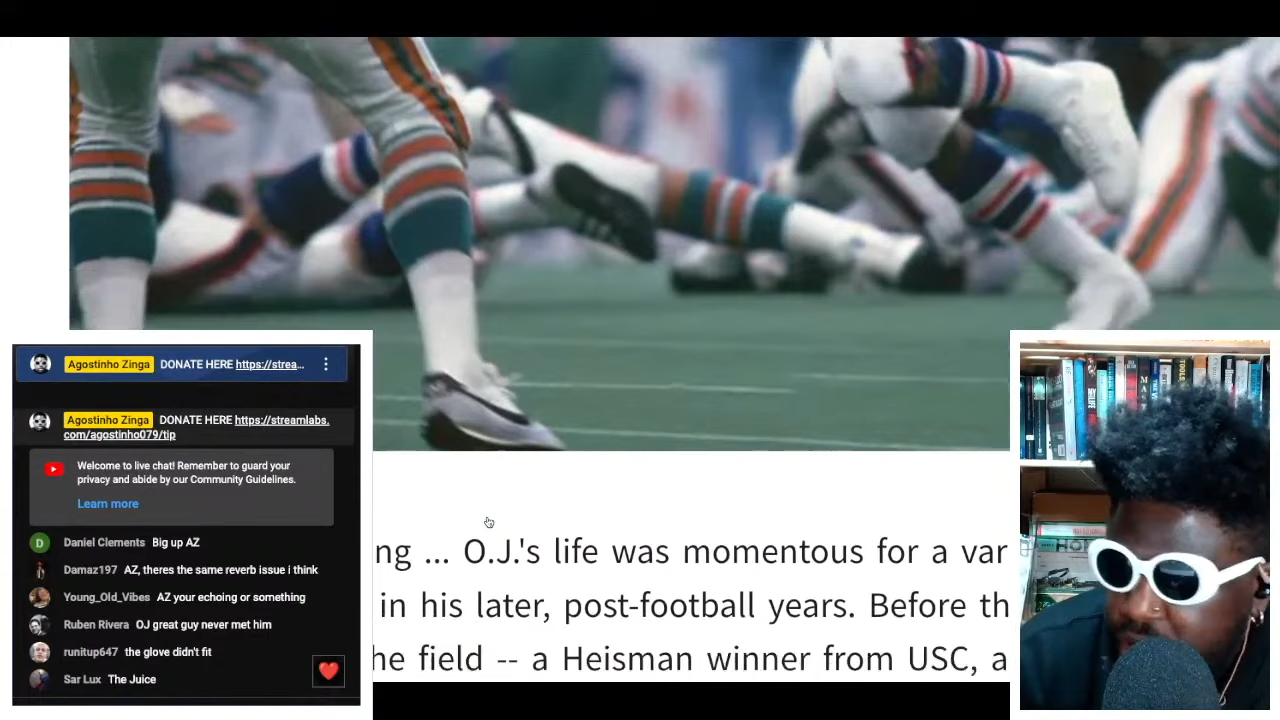 Agostinho Zinga DONATE HERE https://strea...
Agostinho Zinga DONATE HERE https://streamlabs.
com/agostinho079/tip
Welcome to live chat! Remember to guard your
privacy and abide by our Community Guidelines.
Learn more
D Daniel Clements Big up AZ
Damaz197 AZ, theres the same reverb issue i think
Young_Old_Vibes AZ your echoing or something
Ruben Rivera OJ great guy never met him
runitup647 the glove didn't fit
Sar Lux The Juice
ng ... O.J.'s life was momentous for a var
in his later, post-football years. Before th
he field -- a Heisman winner from USC, a